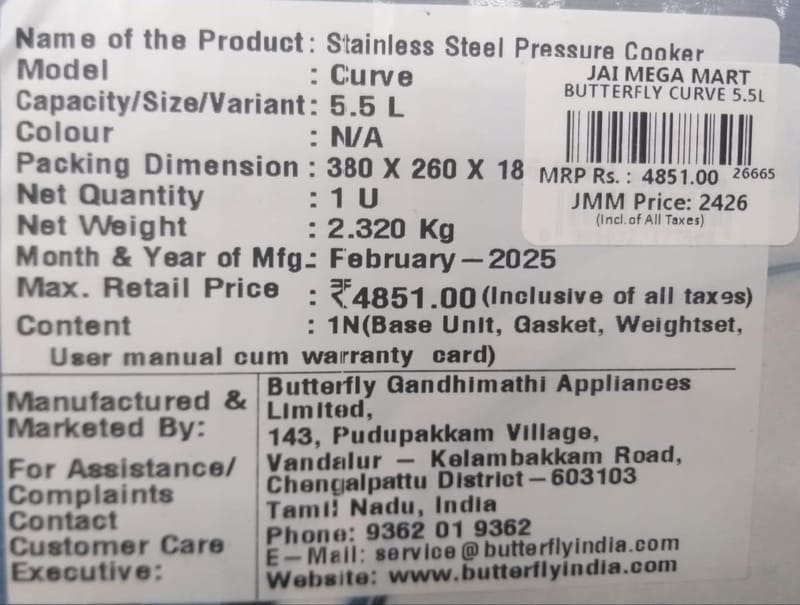 Name of the Product : Stainless Steel Pressure Cooker
Model : Curve
Capacity/Size/Variant : 5.5 L
Colour : N/A
Packing Dimension : 380 X 260 X 18
Net Quantity : 1 U
Net Weight : 2.320 Kg
Month & Year of Mfg. : February – 2025
Max. Retail Price : ₹ 4851.00 (Inclusive of all taxes)
Content : 1N(Base Unit, Gasket, Weightset,
User manual cum warranty card)
JAI MEGA MART
BUTTERFLY CURVE 5.5L
MRP Rs. : 4851.00 26665
JMM Price: 2426
(Incl.of All Taxes)
Manufactured &
Marketed By:
For Assistance/
Complaints
Contact
Customer Care
Executive:
Butterfly Gandhimathi Appliances
Limited,
143, Pudupakkam Village,
Vandalur – Kelambakkam Road,
Chengalpattu District – 603103
Tamil Nadu, India
Phone: 9362 01 9362
E – Mail: service @ butterflyindia.com
Website: www.butterflyindia.com